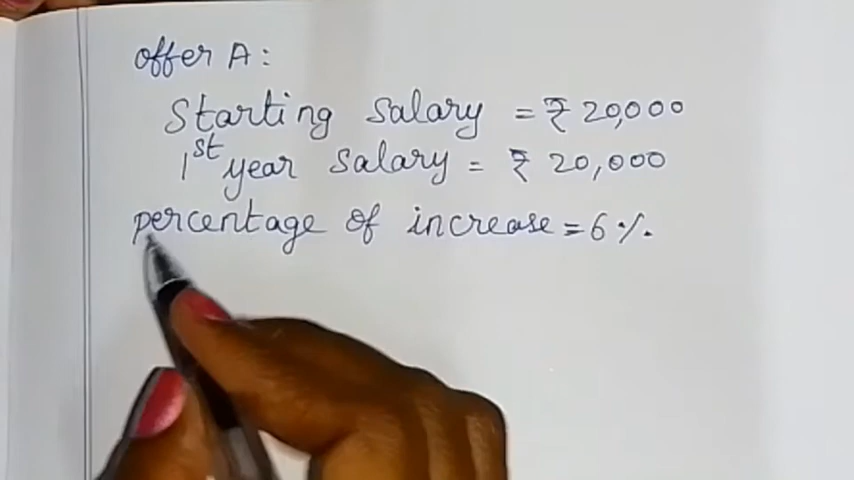 offer A:
Starting salary = ₹ 20,000
1st year salary = ₹ 20,000
percentage of increase = 6 %